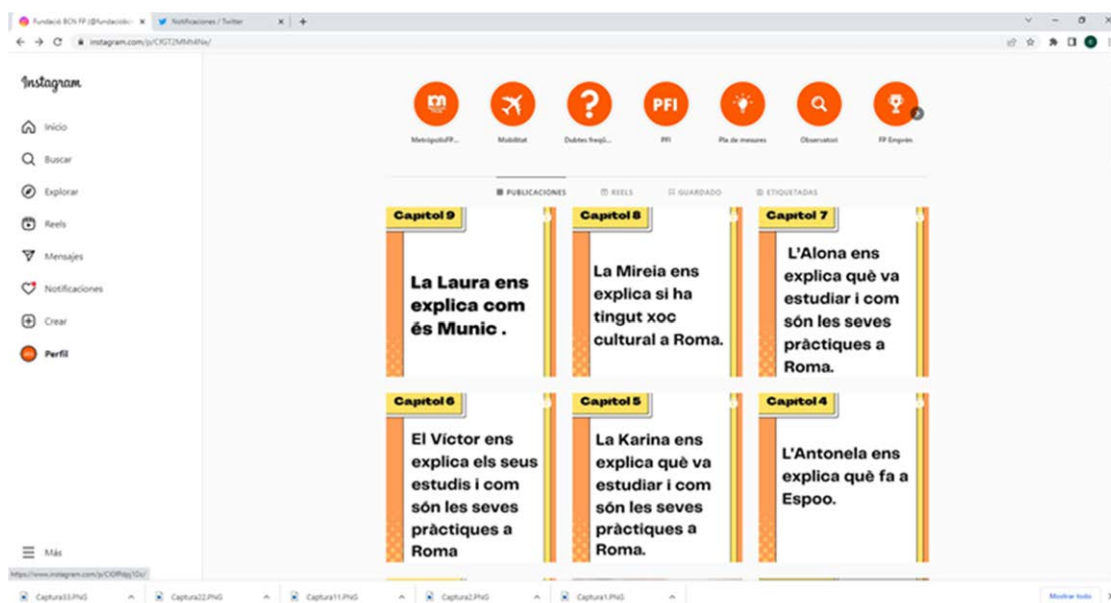 Fundació BCN FP (@fundaciobc
Notificaciones / Twitter
Instagram
Inicio
Buscar
Explorar
Reels
Mensajes
Notificaciones
Crear
Perfil
Más
MetròpolisFP...
Mobilitat
Dubtes freqü...
PFI
PFI
Pla de mesures
Observatori
FP Emprèn
PUBLICACIONES
REELS
GUARDADO
ETIQUETADAS
Capítol 9
La Laura ens
explica com
és Munic .
Capítol 8
La Mireia ens
explica si ha
tingut xoc
cultural a Roma.
Capítol 7
L'Alona ens
explica què va
estudiar i com
són les seves
pràctiques a
Roma.
Capítol 6
El Víctor ens
explica els seus
estudis i com
són les seves
pràctiques a
Roma
Capítol 5
La Karina ens
explica què va
estudiar i com
són les seves
pràctiques a
Roma.
Capítol 4
L'Antonela ens
explica què fa a
Espoo.
Captura33.PNG
Captura22.PNG
Captura11.PNG
Captura2.PNG
Captura1.PNG
Mostrar todo